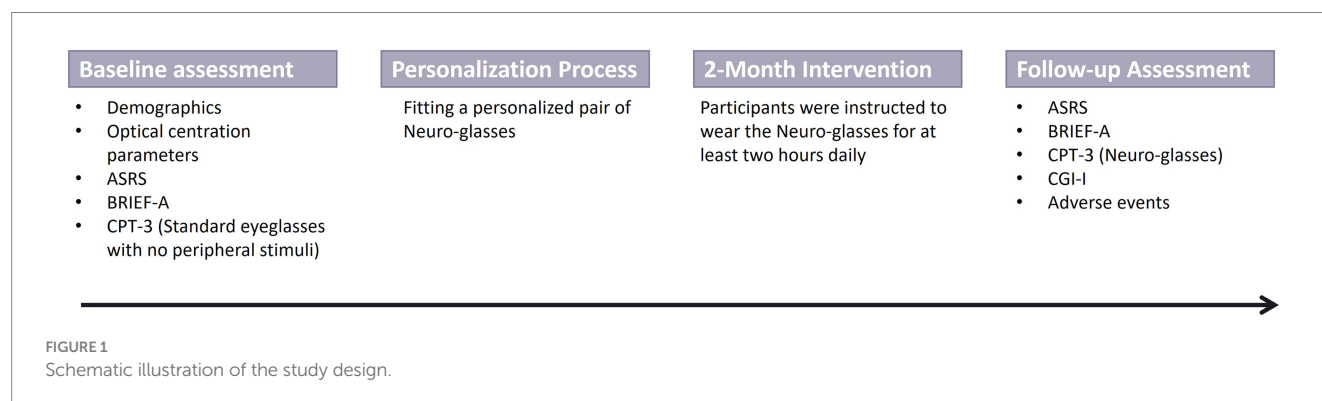 Baseline assessment
• Demographics
• Optical centration
parameters
• ASRS
• BRIEF-A
• CPT-3 (Standard eyeglasses
with no peripheral stimuli)
Personalization Process
Fitting a personalized pair of
Neuro-glasses
2-Month Intervention
Participants were instructed to
wear the Neuro-glasses for at
least two hours daily
Follow-up Assessment
• ASRS
• BRIEF-A
• CPT-3 (Neuro-glasses)
• CGI-I
• Adverse events
FIGURE 1
Schematic illustration of the study design.